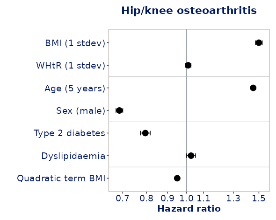 Hip/knee osteoarthritis
BMI (1 stdev)
WHtR (1 stdev)
Age (5 years)
Sex (male)
Type 2 diabetes
Dyslipidaemia
Quadratic term BMI
0.7 0.8 0.9 1.0 1.1 1.3 1.5
Hazard ratio